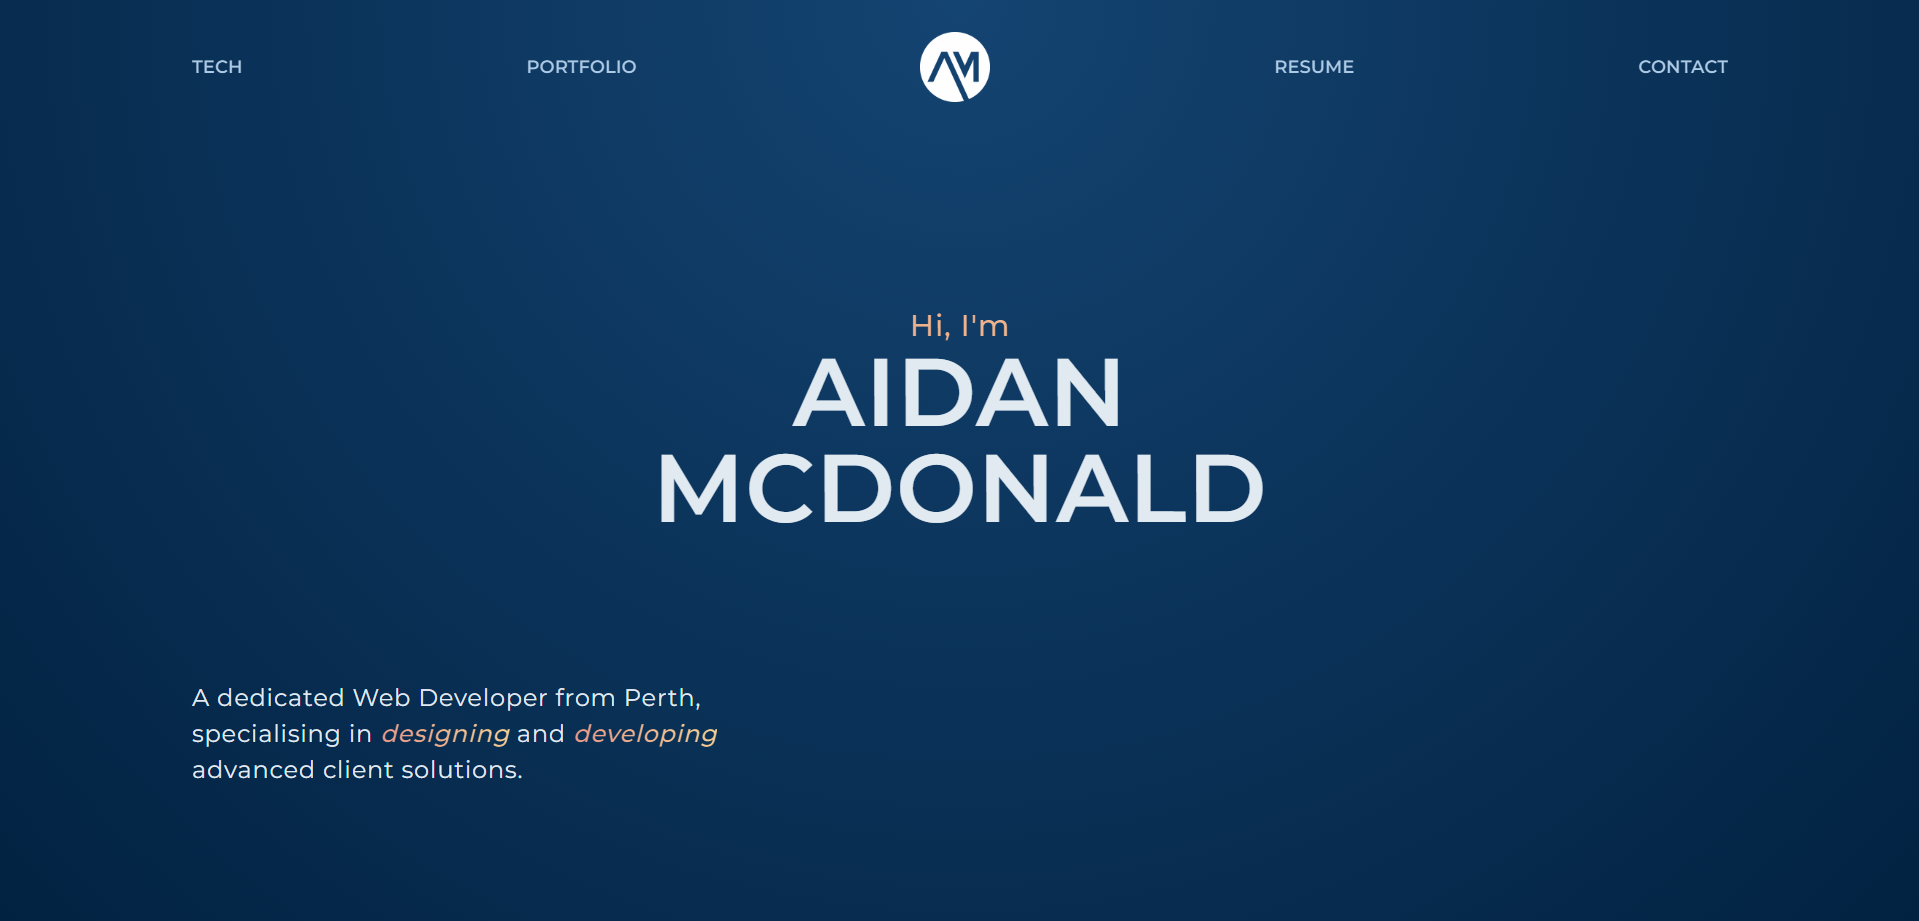 TECH PORTFOLIO AM RESUME CONTACT
Hi, I'm
AIDAN
MCDONALD
A dedicated Web Developer from Perth,
specialising in designing and developing
advanced client solutions.